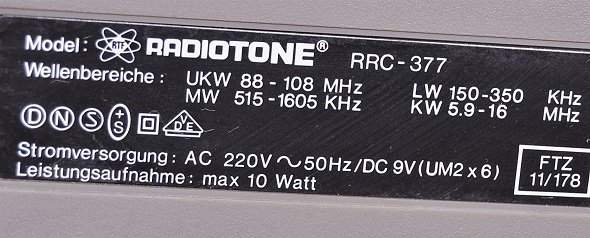 Model: RTF RADIOTONE® RRC-377
Wellenbereiche: UKW 88-108 MHz LW 150-350 KHz
MW 515-1605 KHz KW 5.9-16 MHz
D N S +S VDE
Stromversorgung: AC 220V ~ 50Hz/DC 9V (UM2 x 6)
Leistungsaufnahme: max 10 Watt
FTZ
11/178